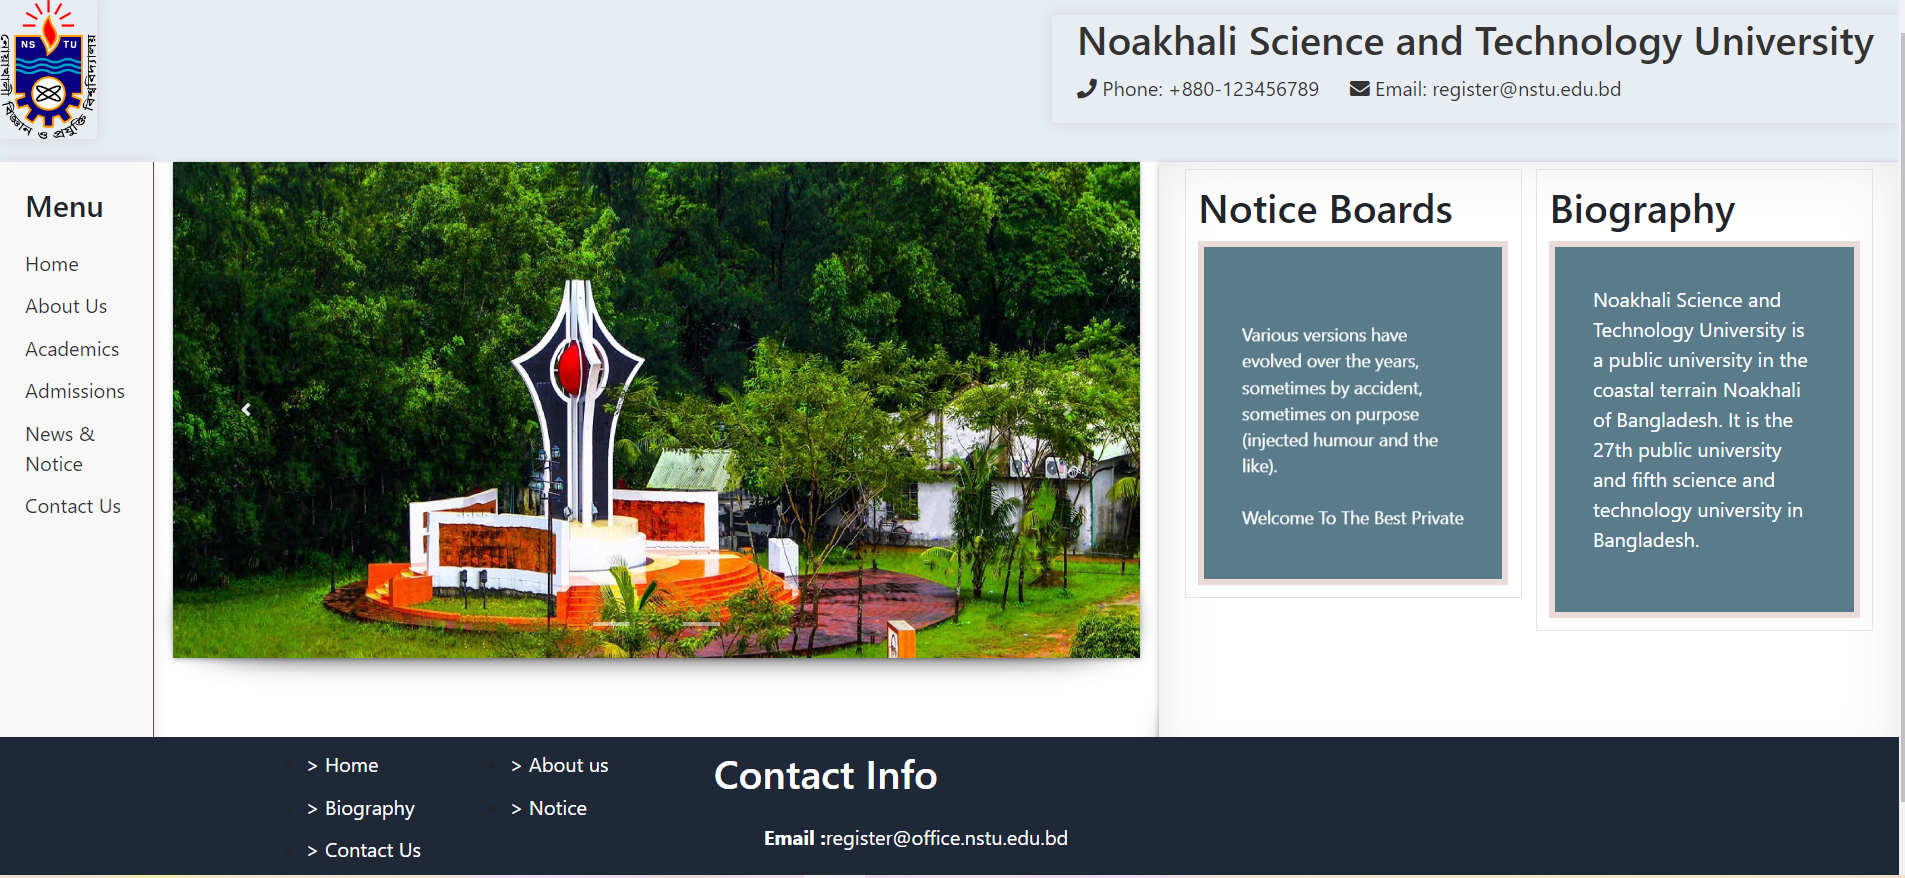 NS TU
নোয়াখালী বিজ্ঞান ও প্রযুক্তি বিশ্ববিদ্যালয়
Noakhali Science and Technology University
Phone: +880-123456789 Email: register@nstu.edu.bd
Menu
Home
About Us
Academics
Admissions
News &
Notice
Contact Us
Notice Boards
Various versions have
evolved over the years,
sometimes by accident,
sometimes on purpose
(injected humour and the
like).
Welcome To The Best Private
Biography
Noakhali Science and
Technology University is
a public university in the
coastal terrain Noakhali
of Bangladesh. It is the
27th public university
and fifth science and
technology university in
Bangladesh.
> Home
> Biography
> Contact Us
> About us
> Notice
Contact Info
Email :register@office.nstu.edu.bd